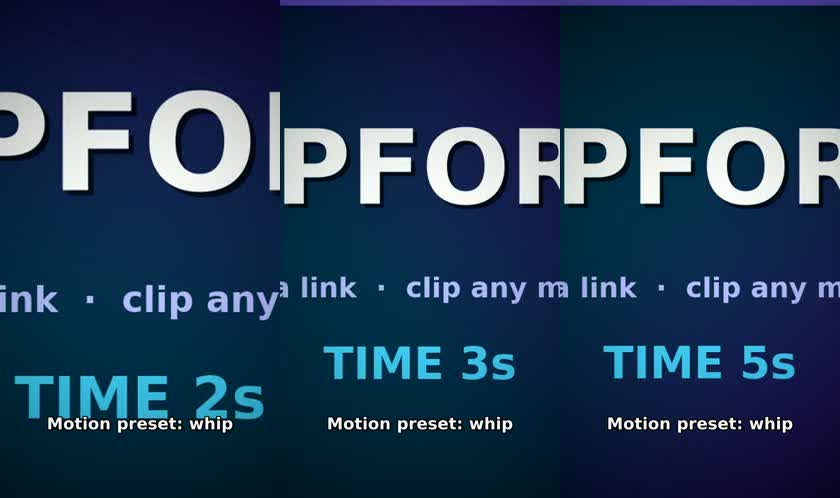 PFO
ink · clip any
TIME 2s
Motion preset: whip
PFOR
a link · clip any m
TIME 3s
Motion preset: whip
PFOR
a link · clip any m
TIME 5s
Motion preset: whip